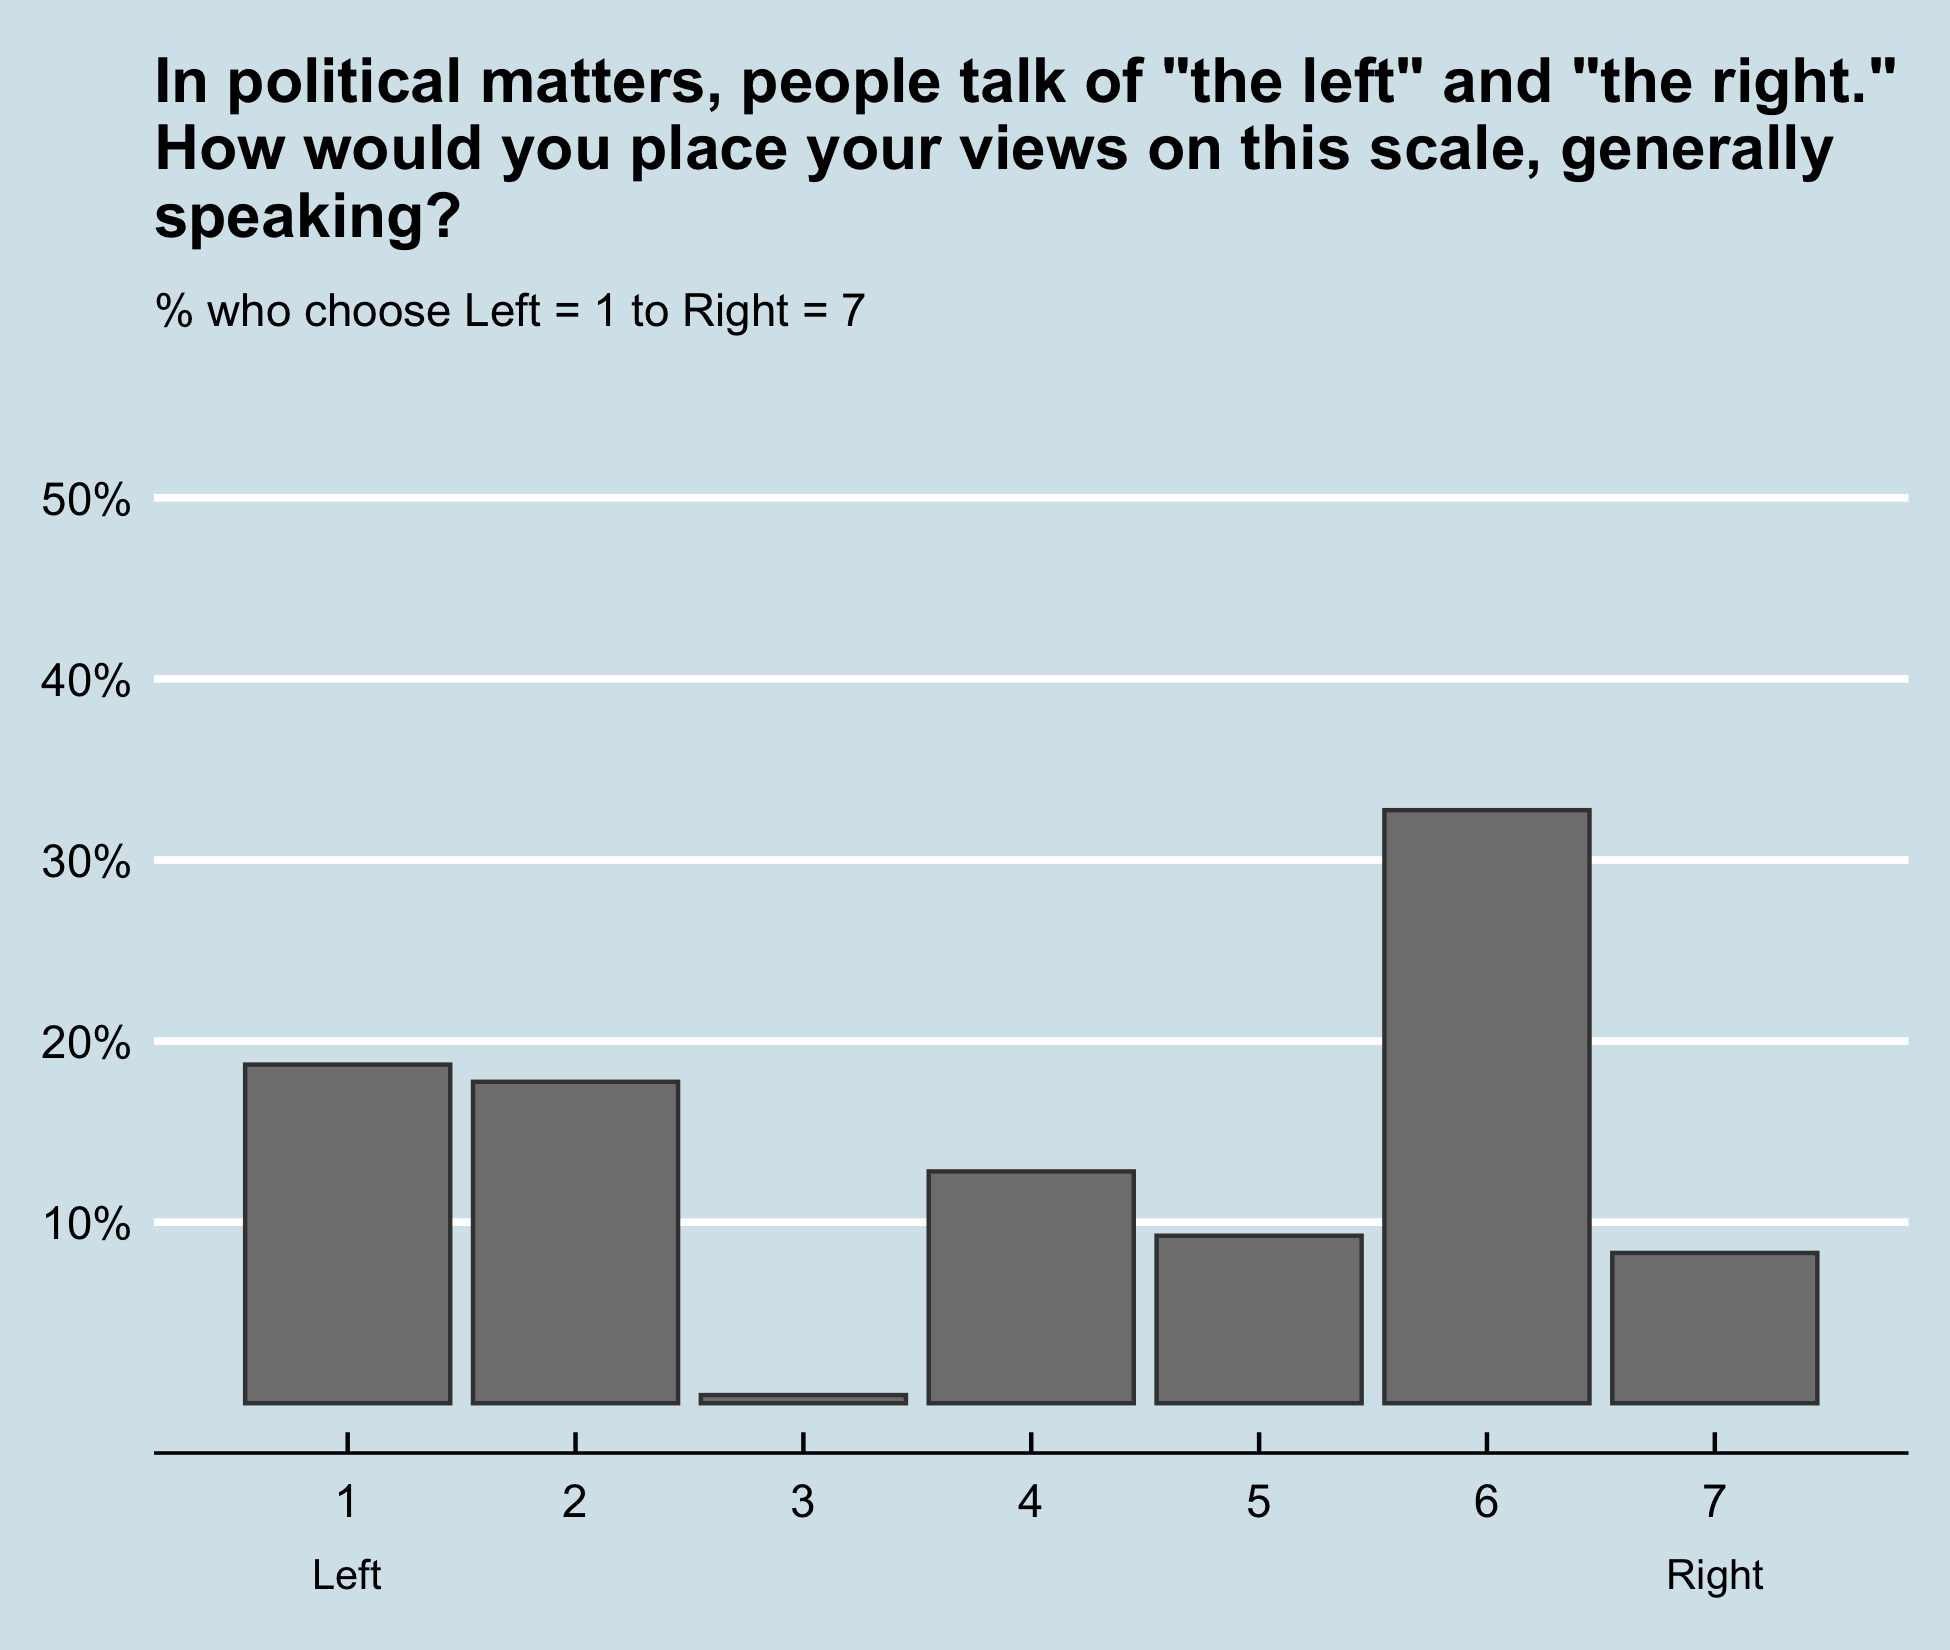 In political matters, people talk of "the left" and "the right."
How would you place your views on this scale, generally
speaking?
% who choose Left = 1 to Right = 7
50%
40%
30%
20%
10%
1 2 3 4 5 6 7
Left Right